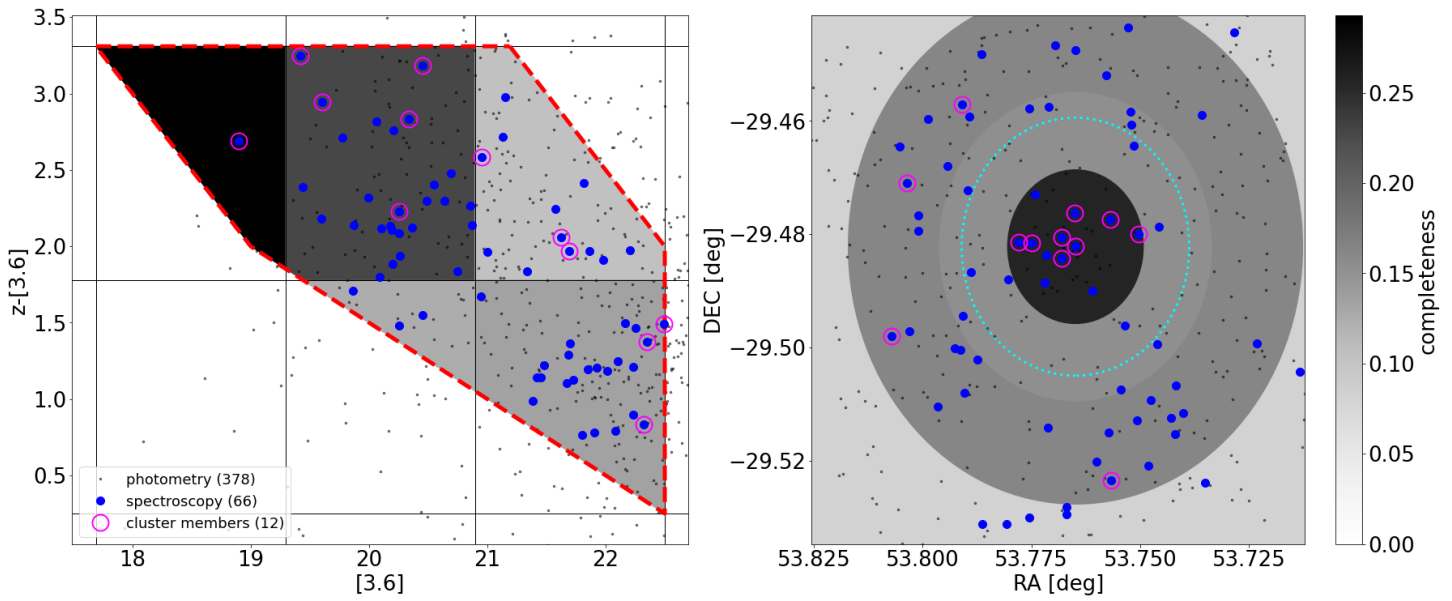 3.5
3.0
2.5
2.0
1.5
1.0
0.5
z-[3.6]
photometry (378)
spectroscopy (66)
cluster members (12)
18 19 20 21 22
[3.6]
−29.46
−29.48
−29.50
−29.52
DEC [deg]
53.825 53.800 53.775 53.750 53.725
RA [deg]
0.25
0.20
0.15
0.10
0.05
0.00
completeness